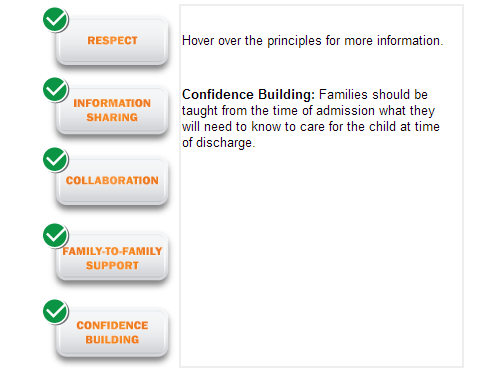 RESPECT
INFORMATION
SHARING
COLLABORATION
FAMILY-TO-FAMILY
SUPPORT
CONFIDENCE
BUILDING
Hover over the principles for more information.
Confidence Building: Families should be
taught from the time of admission what they
will need to know to care for the child at time
of discharge.